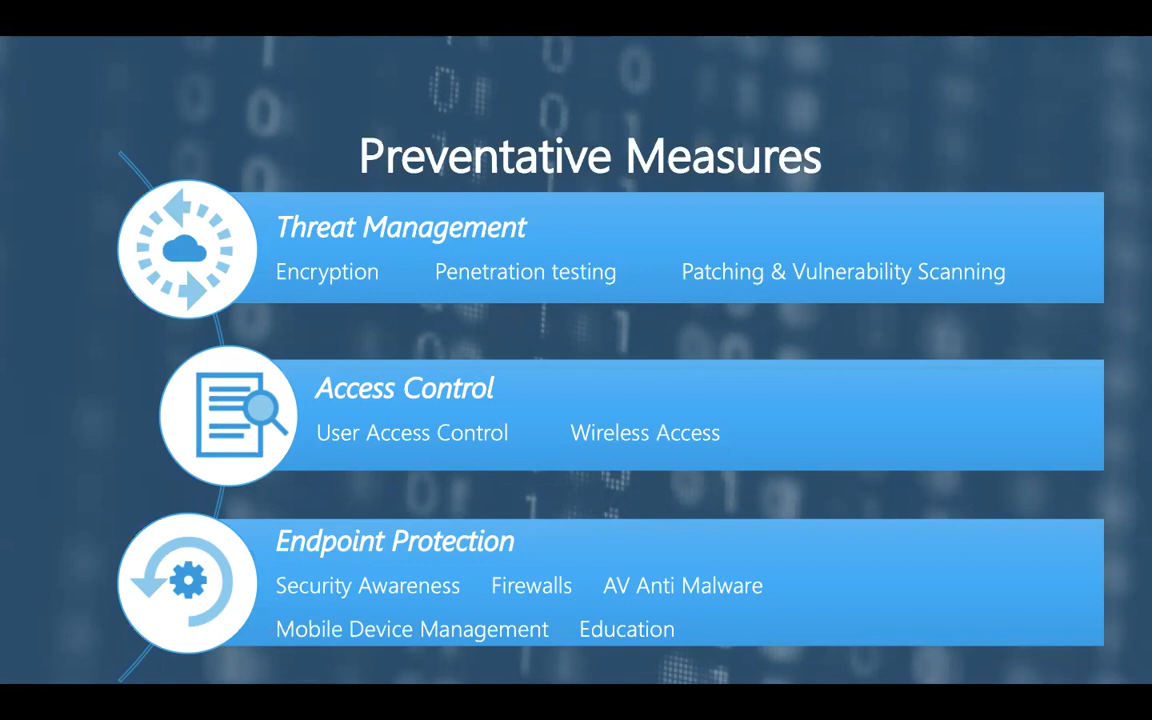 Preventative Measures
Threat Management
Encryption Penetration testing Patching & Vulnerability Scanning
Access Control
User Access Control Wireless Access
Endpoint Protection
Security Awareness Firewalls AV Anti Malware
Mobile Device Management Education